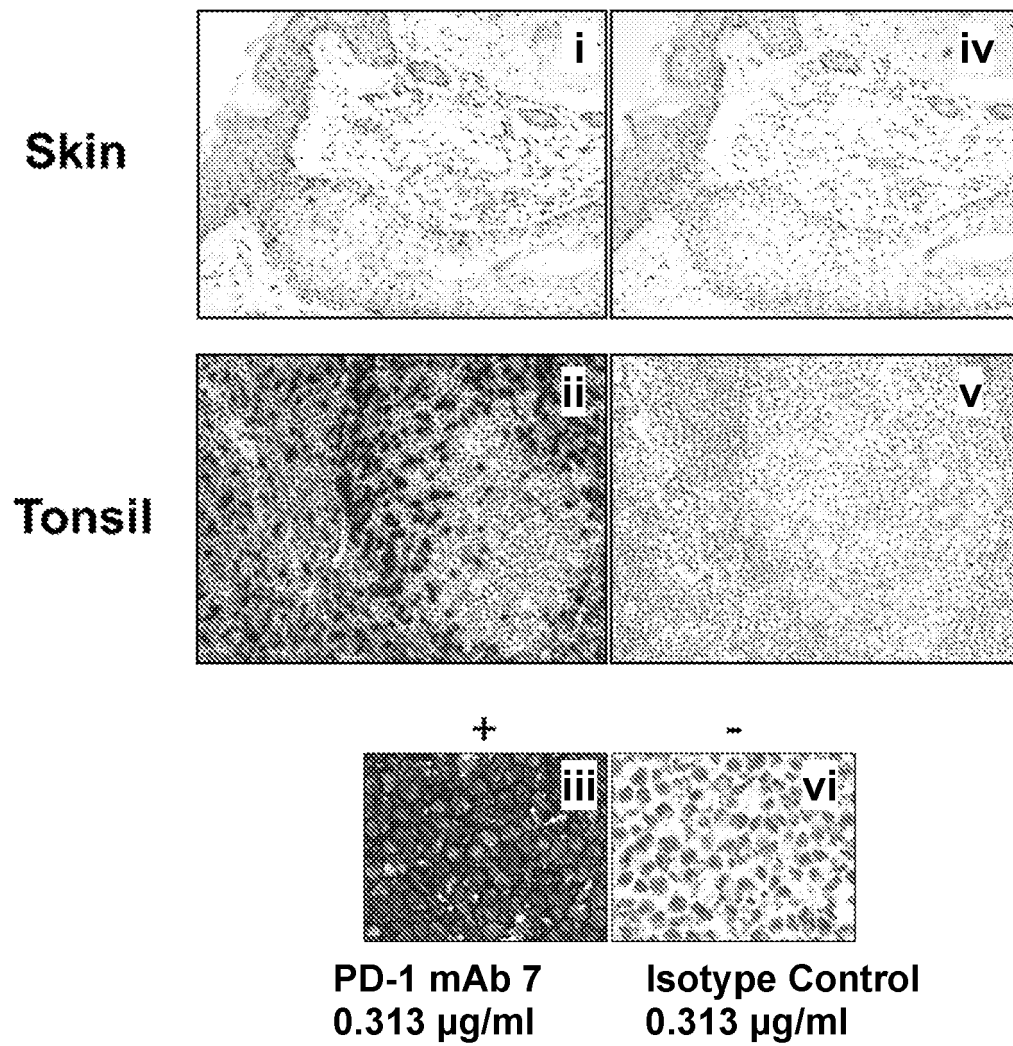 Skin
i
iv
Tonsil
ii
v
+
-
iii
vi
PD-1 mAb 7
0.313 µg/ml
Isotype Control
0.313 µg/ml